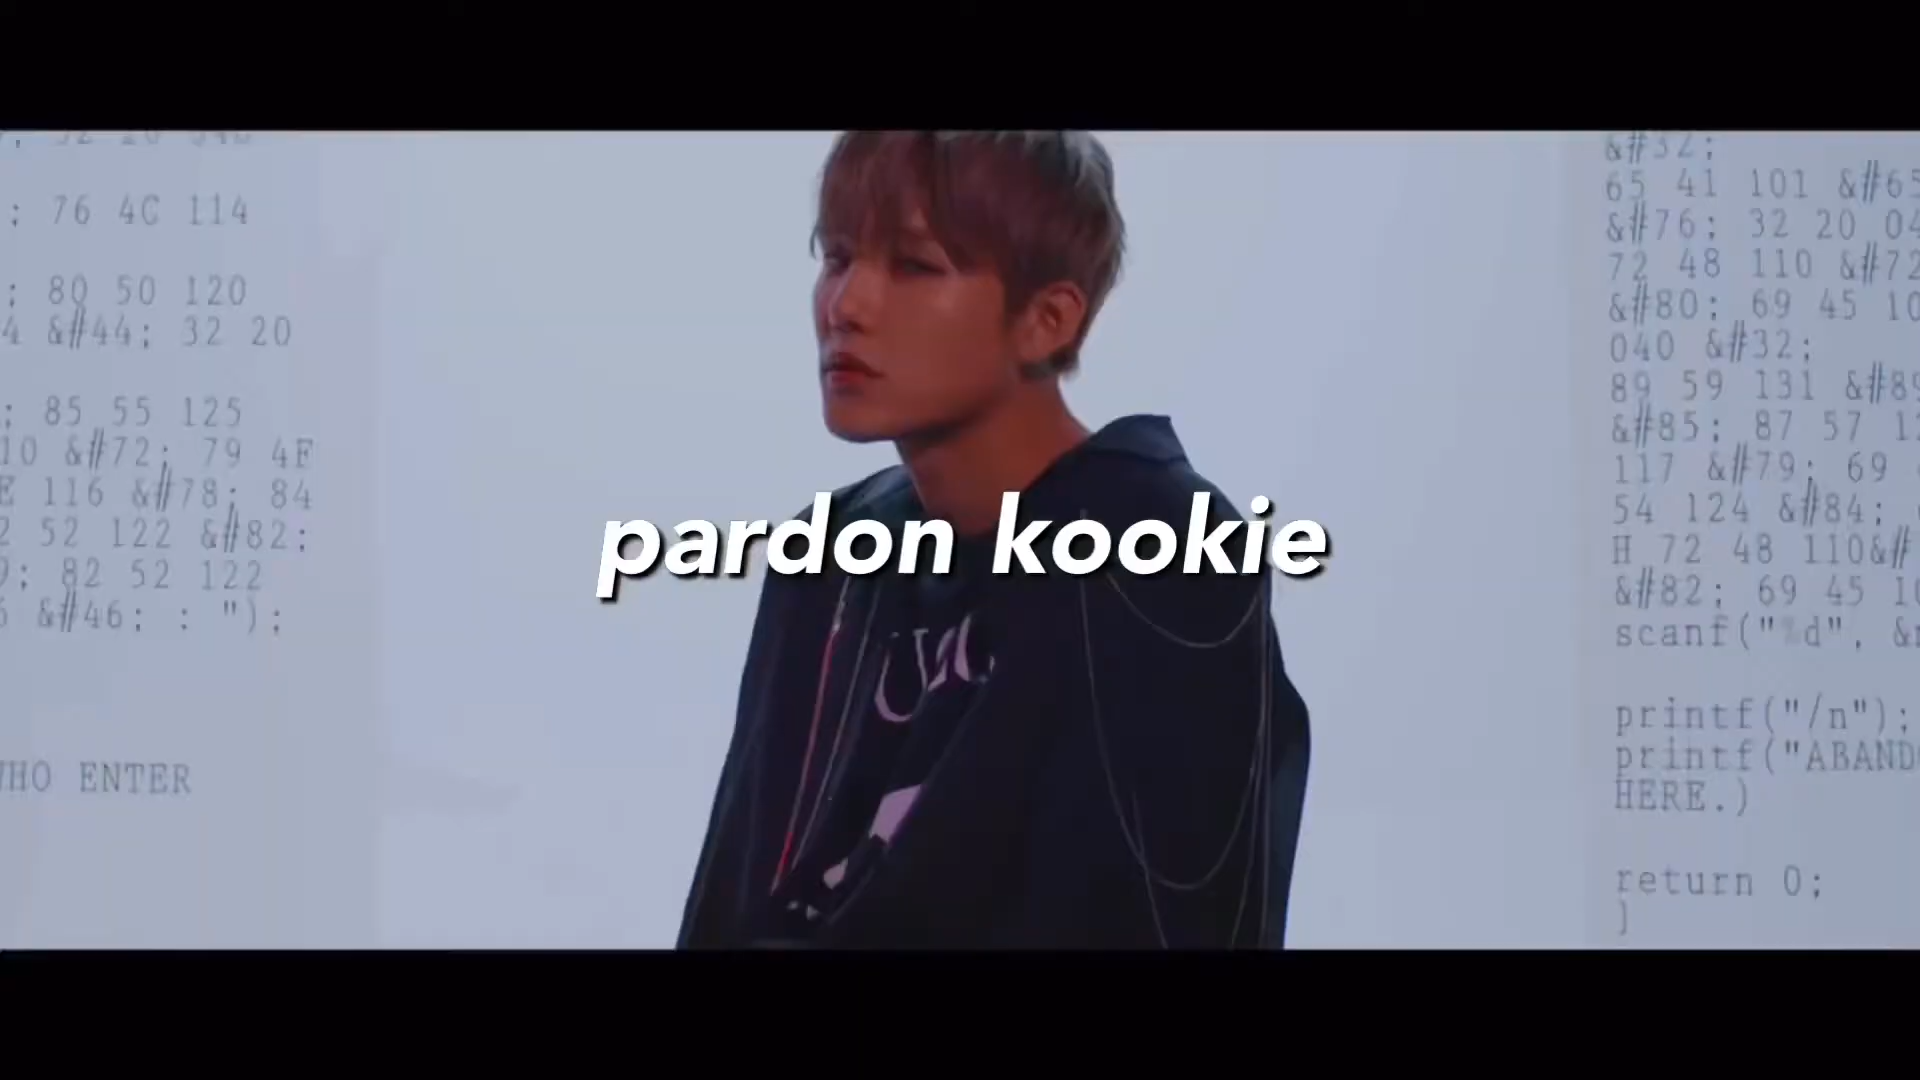 ; 76 4C 114
; 80 50 120
4 &#44; 32 20
; 85 55 125
10 &#72; 79 4F
E 116 &#78; 84
2 52 122 &#82;
; 82 52 122
&#46; : ");
WHO ENTER
pardon kookie
&#32;
65 41 101 &#65
&#76; 32 20 04
72 48 110 &#72
&#80; 69 45 10
040 &#32;
89 59 131 &#89
&#85; 87 57 12
117 &#79; 69
54 124 &#84;
H 72 48 110&#
&#82; 69 45 10
scanf("%d", &
printf("/n");
printf("ABAND
HERE.)
return 0;
}